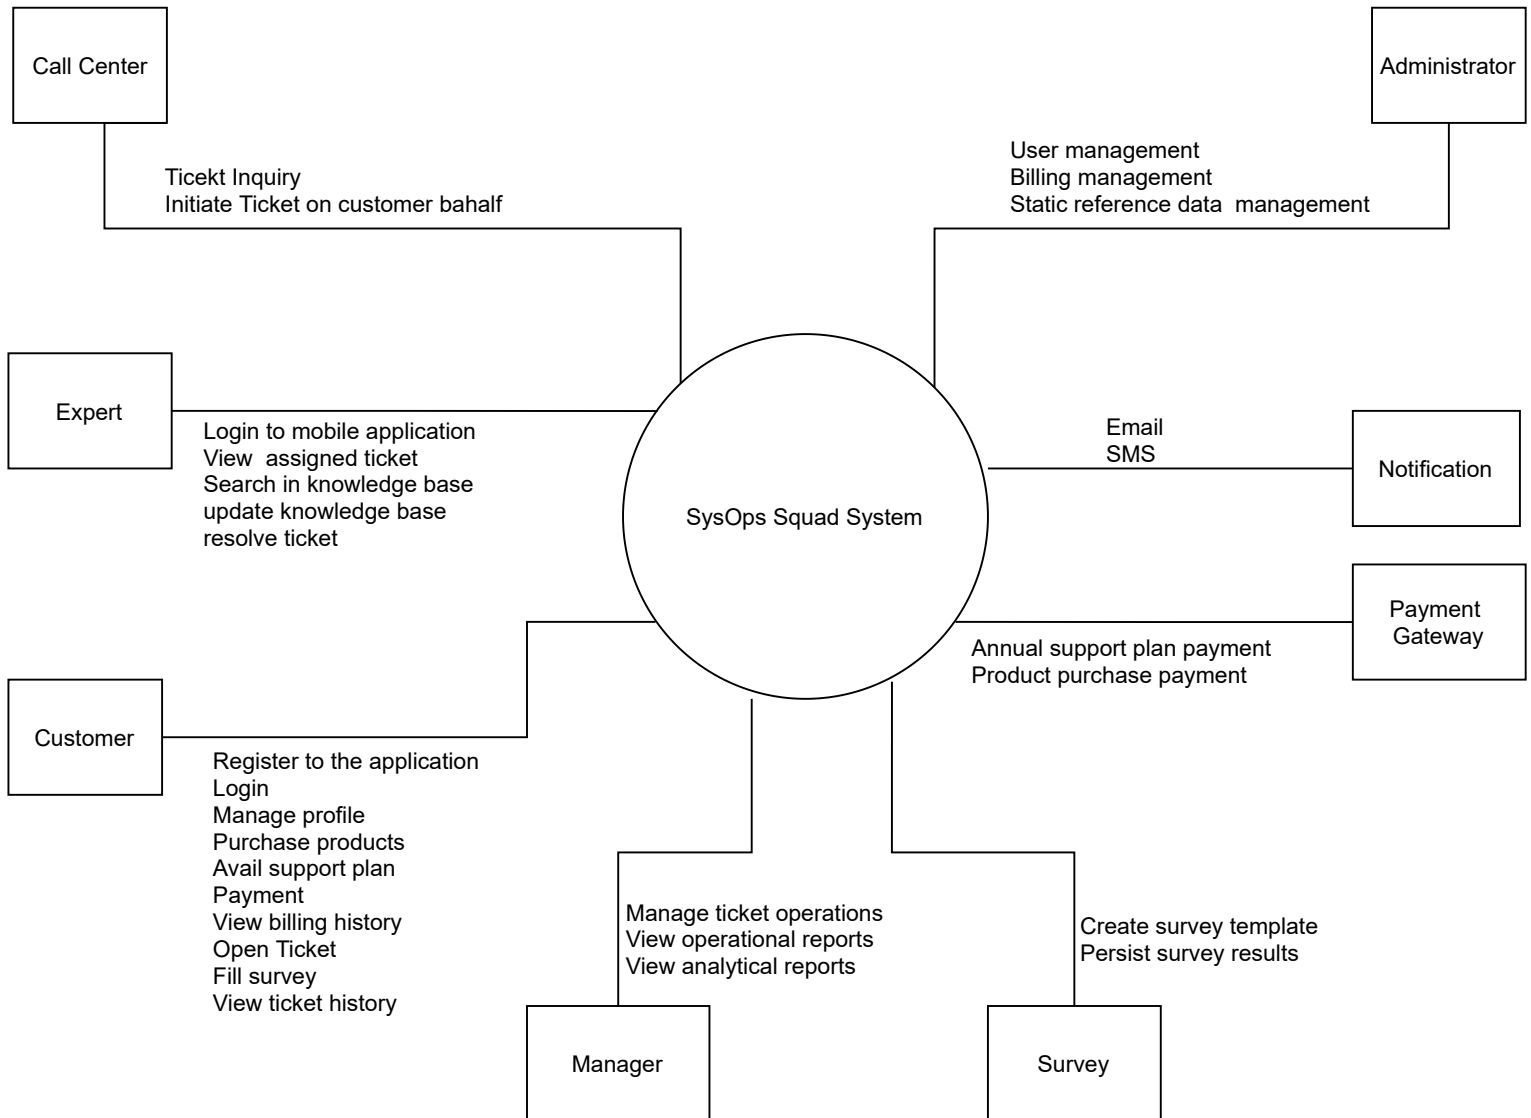 Call Center
Administrator
Ticekt Inquiry
Initiate Ticket on customer bahalf
User management
Billing management
Static reference data  management
Expert
Login to mobile application
View  assigned ticket
Search in knowledge base
update knowledge base
resolve ticket
Email
SMS
Notification
SysOps Squad System
Payment
Gateway
Annual support plan payment
Product purchase payment
Customer
Register to the application
Login
Manage profile
Purchase products
Avail support plan
Payment
View billing history
Open Ticket
Fill survey
View ticket history
Manage ticket operations
View operational reports
View analytical reports
Create survey template
Persist survey results
Manager
Survey